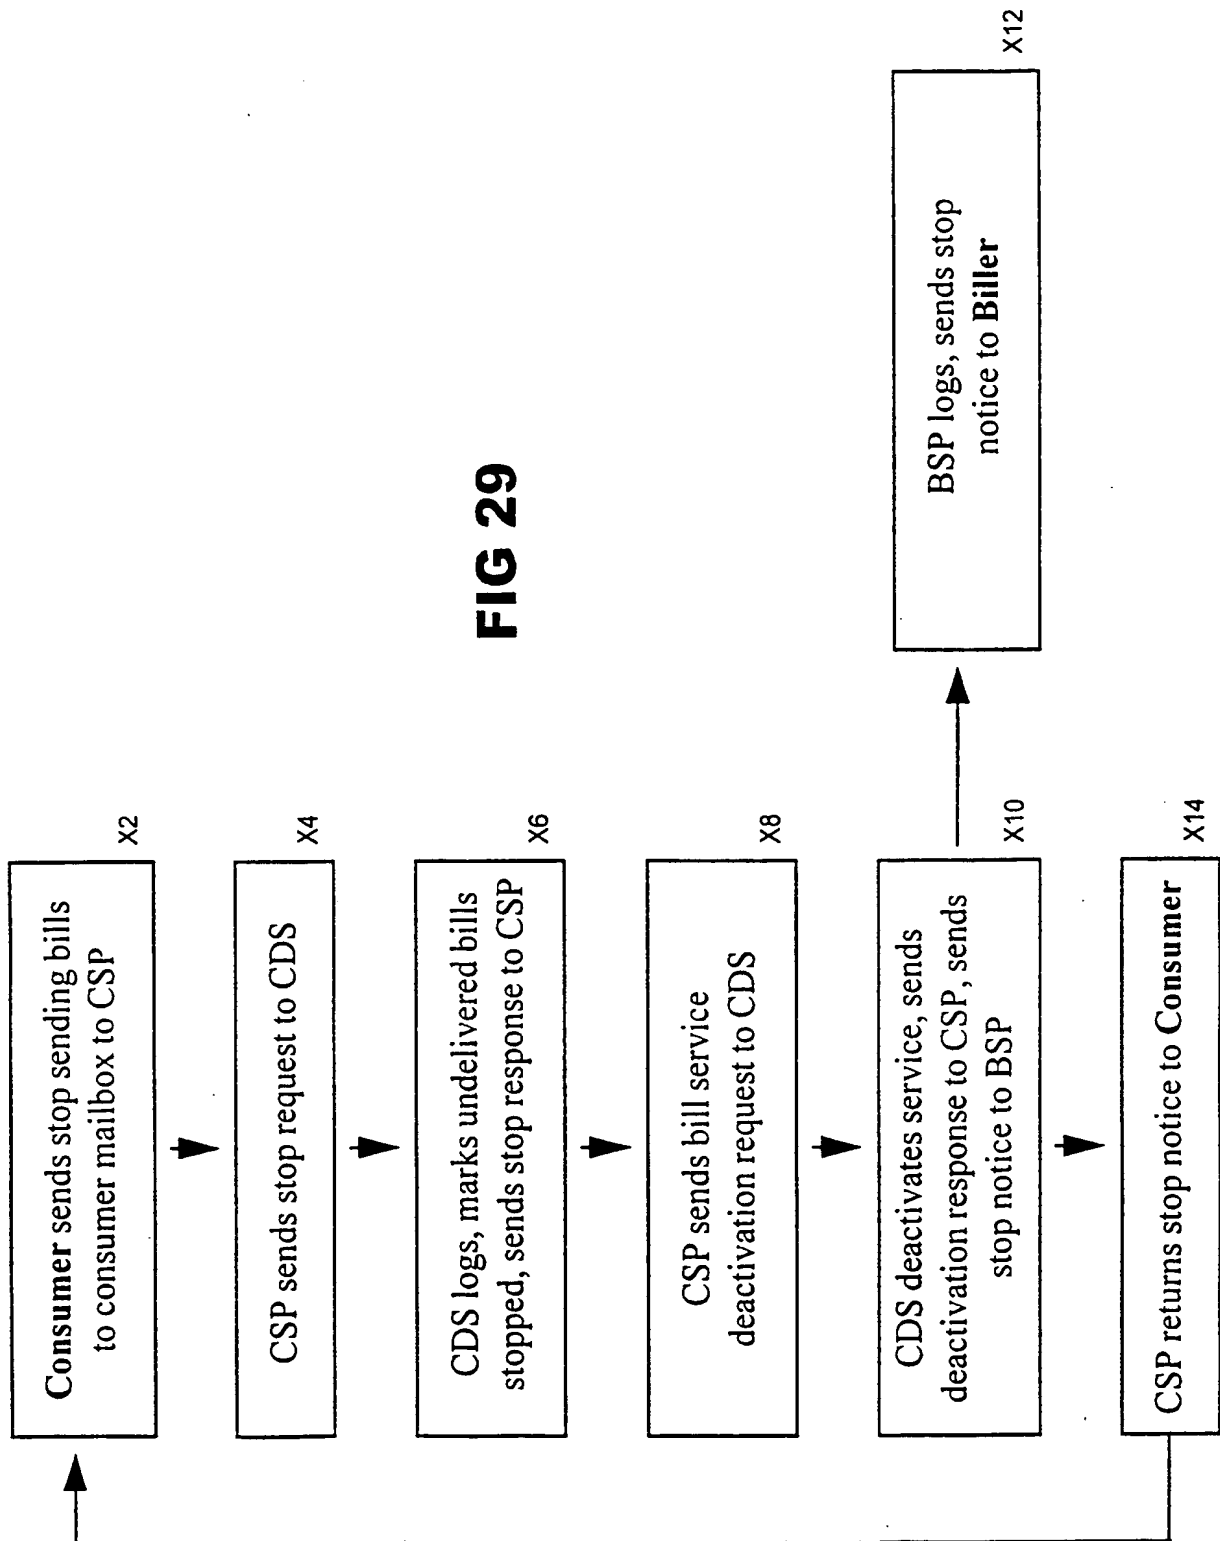 Consumer sends stop sending bills
to consumer mailbox to CSP
X2
CSP sends stop request to CDS
X4
CDS logs, marks undelivered bills
stopped, sends stop response to CSP
X6
CSP sends bill service
deactivation request to CDS
X8
CDS deactivates service, sends
deactivation response to CSP, sends
stop notice to BSP
X10
BSP logs, sends stop
notice to Biller
X12
CSP returns stop notice to Consumer
X14
FIG 29